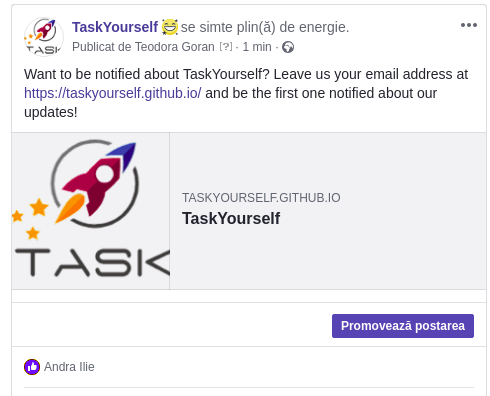 TaskYourself 😆 se simte plin(ă) de energie.
Publicat de Teodora Goran [?] · 1 min ·
Want to be notified about TaskYourself? Leave us your email address at
https://taskyourself.github.io/ and be the first one notified about our
updates!
TASK
TASKYOURSELF.GITHUB.IO
TaskYourself
Promovează postarea
Andra Ilie